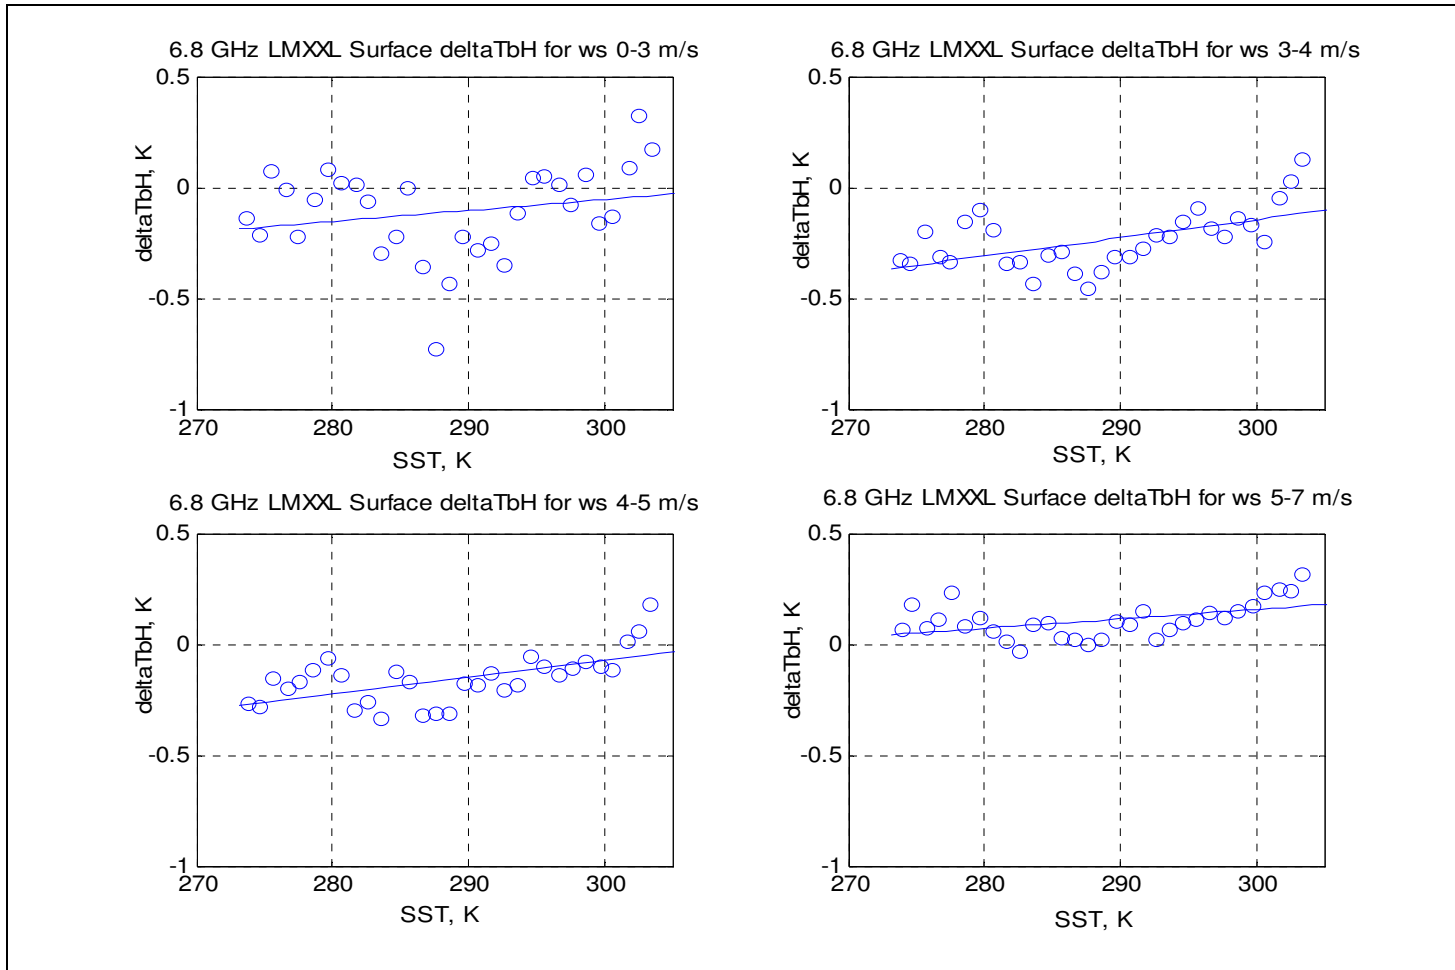 6.8 GHz LMXXL Surface deltaTbH for ws 0-3 m/s
0.5
0
-0.5
-1
deltaTbH, K
270
280
290
300
SST, K
6.8 GHz LMXXL Surface deltaTbH for ws 3-4 m/s
0.5
0
-0.5
-1
deltaTbH, K
270
280
290
300
SST, K
6.8 GHz LMXXL Surface deltaTbH for ws 4-5 m/s
0.5
0
-0.5
-1
deltaTbH, K
270
280
290
300
SST, K
6.8 GHz LMXXL Surface deltaTbH for ws 5-7 m/s
0.5
0
-0.5
-1
deltaTbH, K
270
280
290
300
SST, K